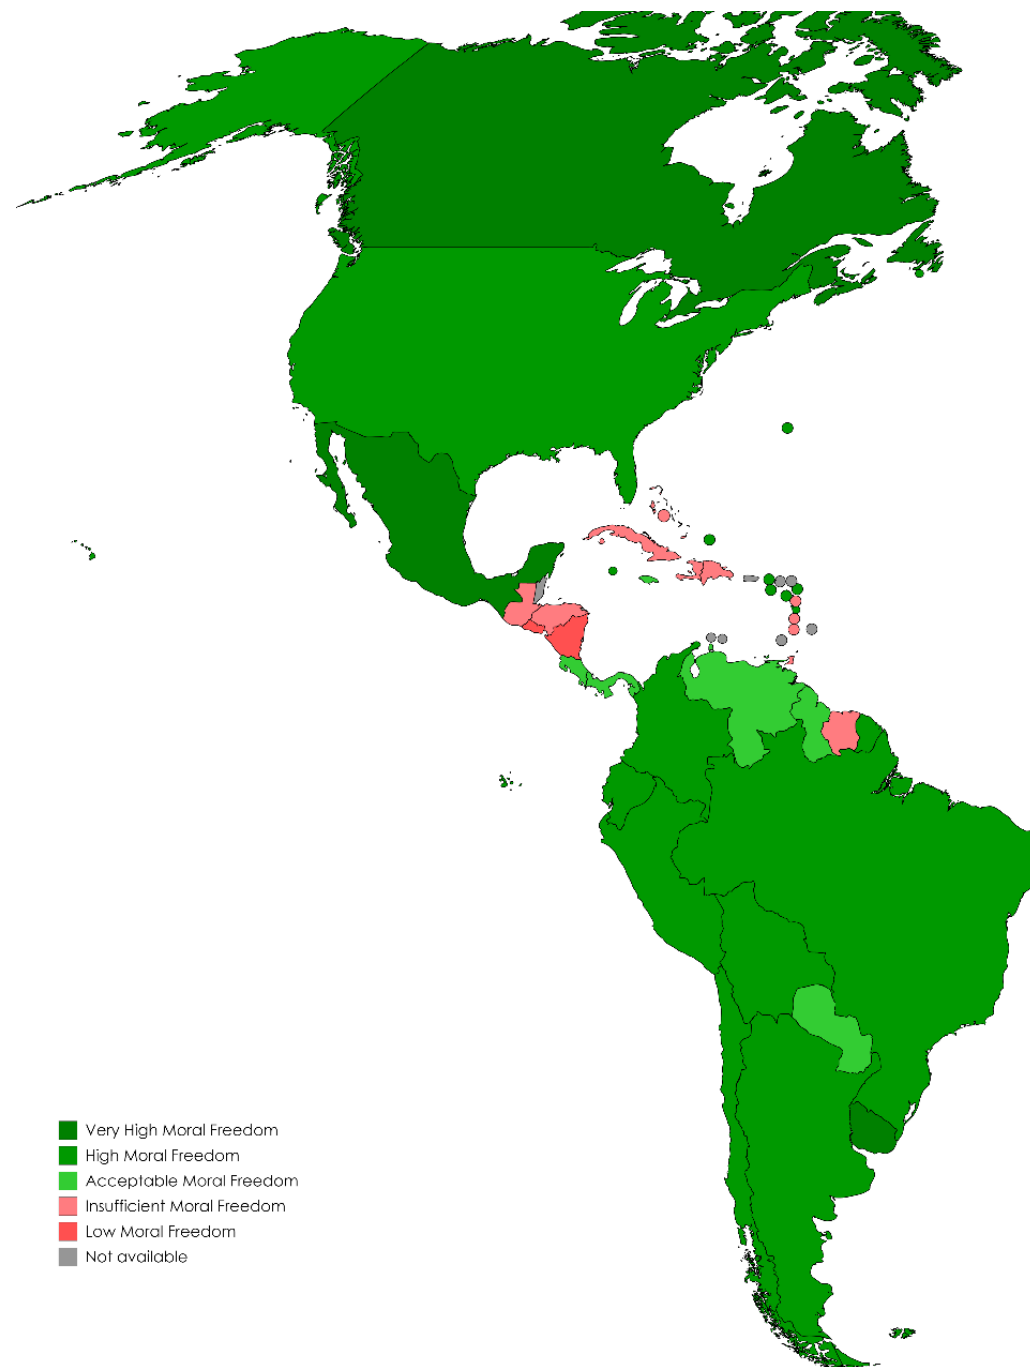 Very High Moral Freedom
High Moral Freedom
Acceptable Moral Freedom
Insufficient Moral Freedom
Low Moral Freedom
Not available